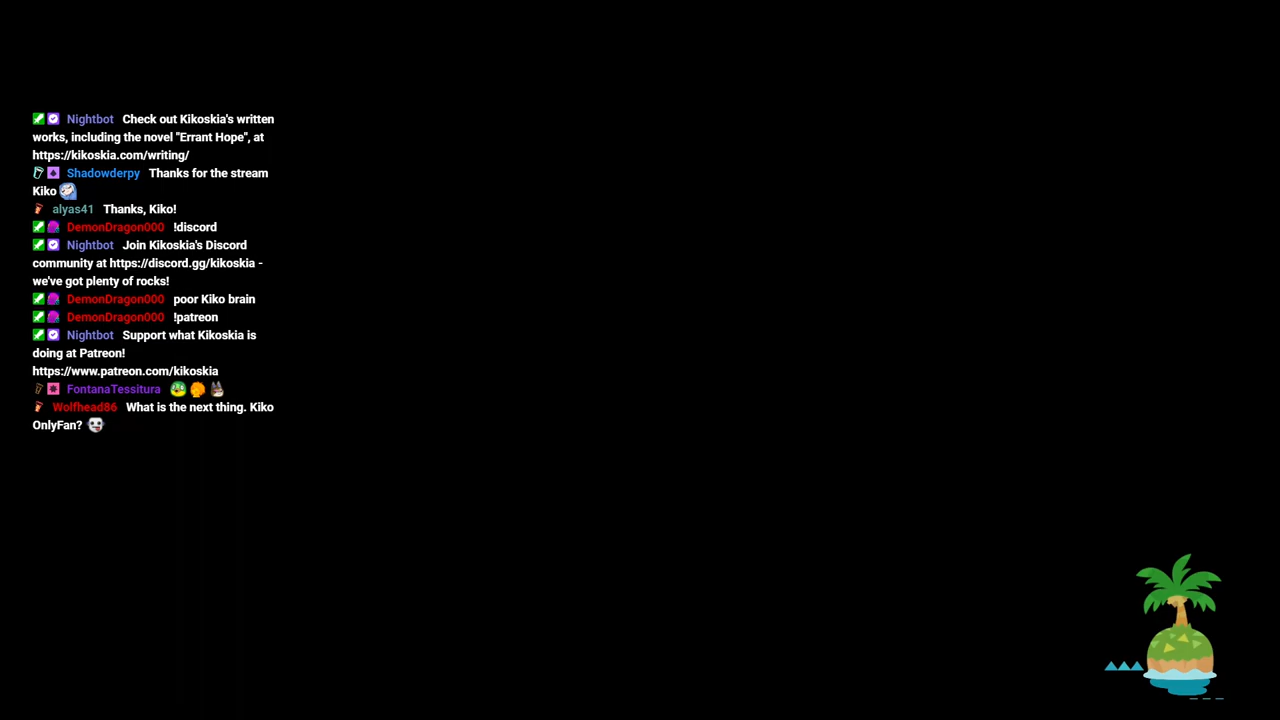 Nightbot Check out Kikoskia's written
works, including the novel "Errant Hope", at
https://kikoskia.com/writing/
Shadowderpy Thanks for the stream
Kiko
alyas41 Thanks, Kiko!
DemonDragon000 !discord
Nightbot Join Kikoskia's Discord
community at https://discord.gg/kikoskia -
we've got plenty of rocks!
DemonDragon000 poor Kiko brain
DemonDragon000 !patreon
Nightbot Support what Kikoskia is
doing at Patreon!
https://www.patreon.com/kikoskia
FontanaTessitura
Wolfhead86 What is the next thing. Kiko
OnlyFan?